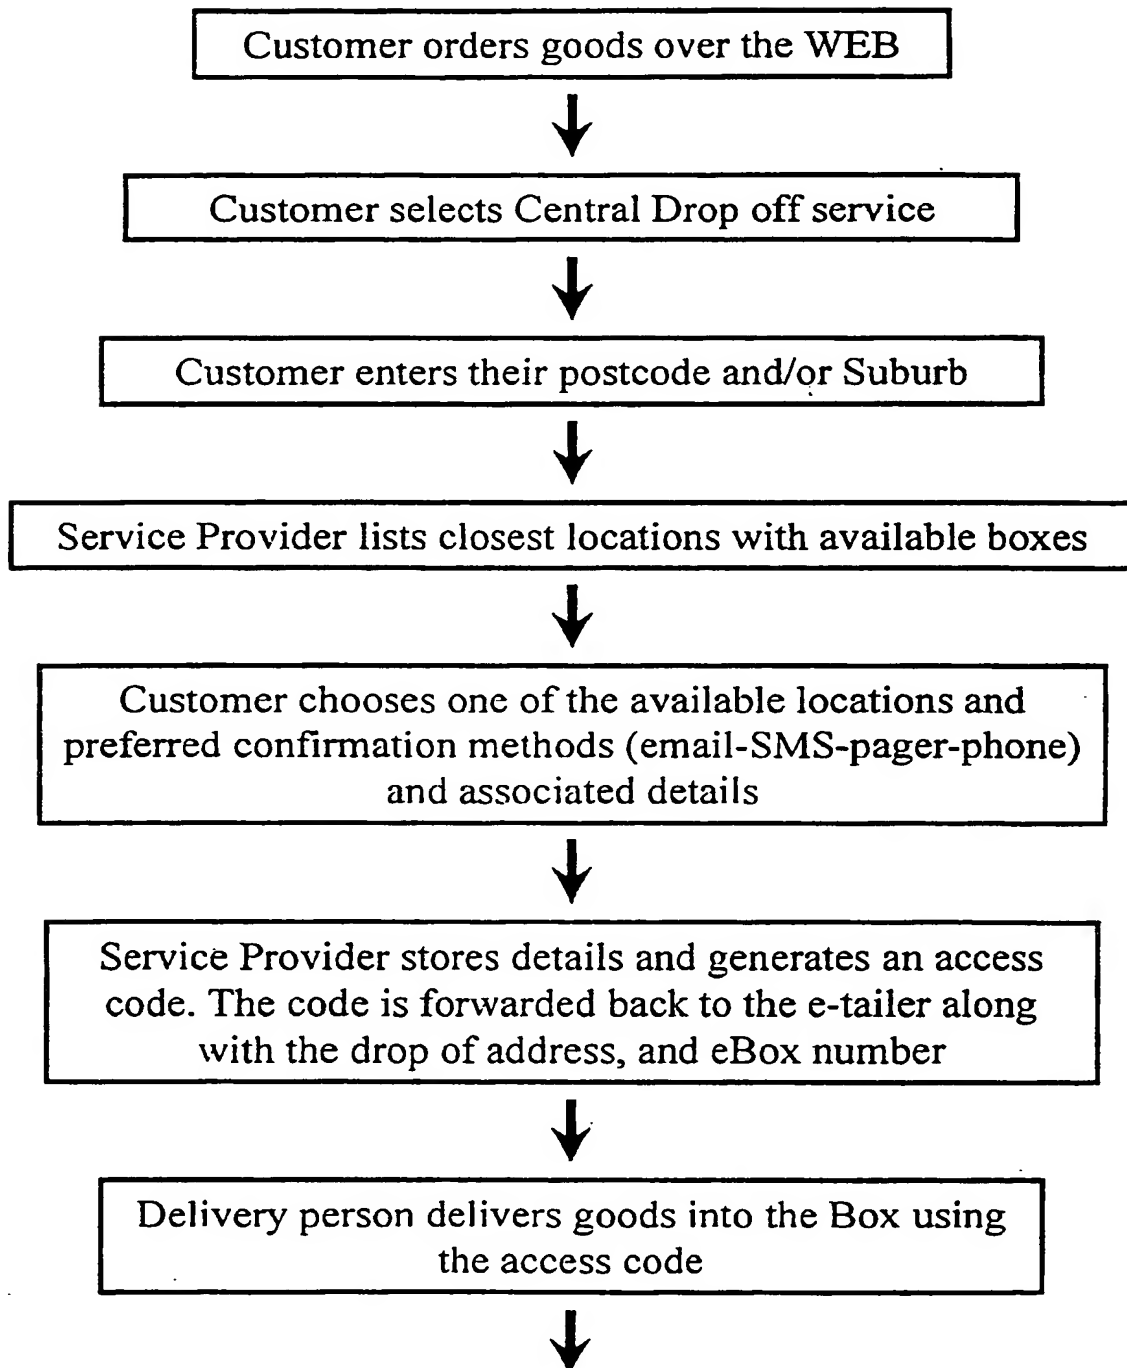 Customer orders goods over the WEB
Customer selects Central Drop off service
Customer enters their postcode and/or Suburb
Service Provider lists closest locations with available boxes
Customer chooses one of the available locations and
preferred confirmation methods (email-SMS-pager-phone)
and associated details
Service Provider stores details and generates an access
code. The code is forwarded back to the e-tailer along
with the drop of address, and eBox number
Delivery person delivers goods into the Box using
the access code